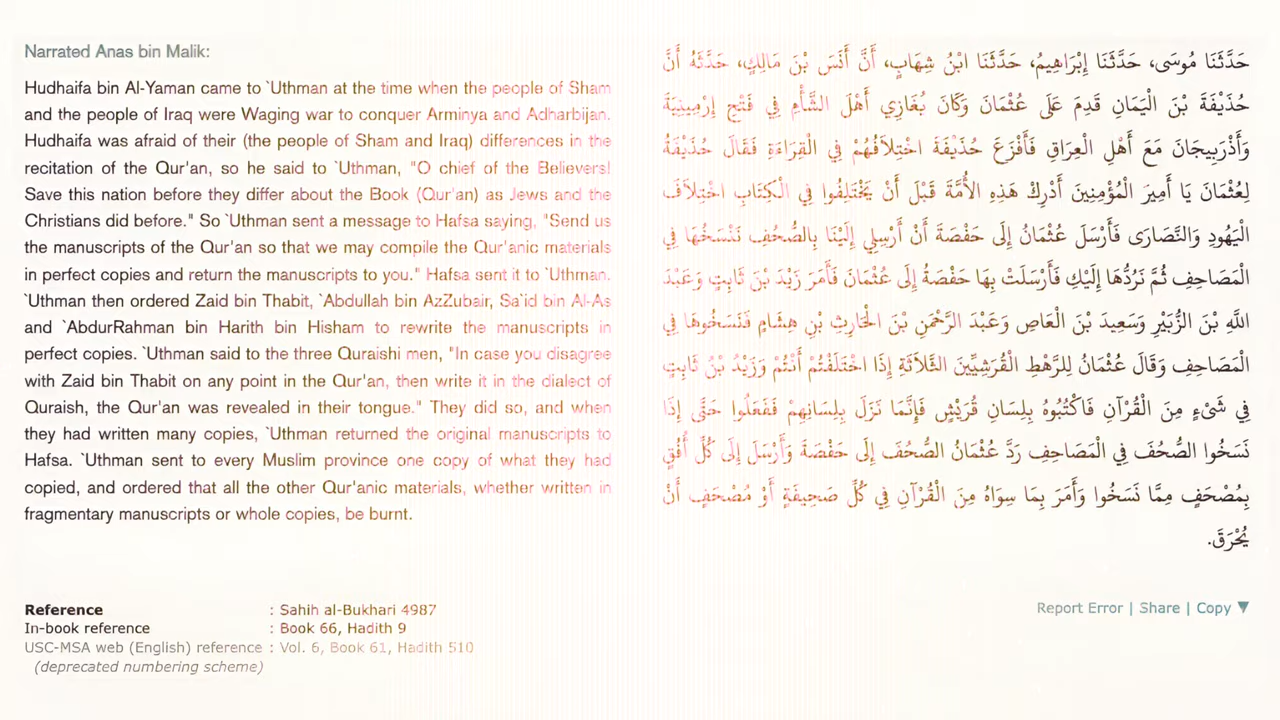 Narrated Anas bin Malik:
Hudhaifa bin Al-Yaman came to `Uthman at the time when the people of Sham
and the people of Iraq were Waging war to conquer Arminya and Adharbijan.
Hudhaifa was afraid of their (the people of Sham and Iraq) differences in the
recitation of the Qur'an, so he said to `Uthman, "O chief of the Believers!
Save this nation before they differ about the Book (Qur'an) as Jews and the
Christians did before." So `Uthman sent a message to Hafsa saying, "Send us
the manuscripts of the Qur'an so that we may compile the Qur'anic materials
in perfect copies and return the manuscripts to you." Hafsa sent it to `Uthman.
`Uthman then ordered Zaid bin Thabit, `Abdullah bin AzZubair, Sa`id bin Al-As
and `AbdurRahman bin Harith bin Hisham to rewrite the manuscripts in
perfect copies. `Uthman said to the three Quraishi men, "In case you disagree
with Zaid bin Thabit on any point in the Qur'an, then write it in the dialect of
Quraish, the Qur'an was revealed in their tongue." They did so, and when
they had written many copies, `Uthman returned the original manuscripts to
Hafsa. `Uthman sent to every Muslim province one copy of what they had
copied, and ordered that all the other Qur'anic materials, whether written in
fragmentary manuscripts or whole copies, be burnt.
حَدَّثَنَا مُوسَى، حَدَّثَنَا إِبْرَاهِيمُ، حَدَّثَنَا ابْنُ شِهَابٍ، أَنَّ أَنَسَ بْنَ مَالِكٍ، حَدَّثَهُ أَنَّ
حُذَيْفَةَ بْنَ الْيَمَانِ قَدِمَ عَلَى عُثْمَانَ وَكَانَ يُغَازِي أَهْلَ الشَّأْمِ فِي فَتْحِ إِرْمِينِيَةَ
وَأَذْرَبِيجَانَ مَعَ أَهْلِ الْعِرَاقِ فَأَفْزَعَ حُذَيْفَةَ اخْتِلاَفُهُمْ فِي الْقِرَاءَةِ فَقَالَ حُذَيْفَةُ
لِعُثْمَانَ يَا أَمِيرَ الْمُؤْمِنِينَ أَدْرِكْ هَذِهِ الأُمَّةَ قَبْلَ أَنْ يَخْتَلِفُوا فِي الْكِتَابِ اخْتِلاَفَ
الْيَهُودِ وَالنَّصَارَى فَأَرْسَلَ عُثْمَانُ إِلَى حَفْصَةَ أَنْ أَرْسِلِي إِلَيْنَا بِالصُّحُفِ نَنْسَخُهَا فِي
الْمَصَاحِفِ ثُمَّ نَرُدُّهَا إِلَيْكِ فَأَرْسَلَتْ بِهَا حَفْصَةُ إِلَى عُثْمَانَ فَأَمَرَ زَيْدَ بْنَ ثَابِتٍ وَعَبْدَ
اللَّهِ بْنَ الزُّبَيْرِ وَسَعِيدَ بْنَ الْعَاصِ وَعَبْدَ الرَّحْمَنِ بْنَ الْحَارِثِ بْنِ هِشَامٍ فَنَسَخُوهَا فِي
الْمَصَاحِفِ وَقَالَ عُثْمَانُ لِلرَّهْطِ الْقُرَشِيِّينَ الثَّلاَثَةِ إِذَا اخْتَلَفْتُمْ أَنْتُمْ وَزَيْدُ بْنُ ثَابِتٍ
فِي شَىْءٍ مِنَ الْقُرْآنِ فَاكْتُبُوهُ بِلِسَانِ قُرَيْشٍ فَإِنَّمَا نَزَلَ بِلِسَانِهِمْ فَفَعَلُوا حَتَّى إِذَا
نَسَخُوا الصُّحُفَ فِي الْمَصَاحِفِ رَدَّ عُثْمَانُ الصُّحُفَ إِلَى حَفْصَةَ وَأَرْسَلَ إِلَى كُلِّ أُفُقٍ
بِمُصْحَفٍ مِمَّا نَسَخُوا وَأَمَرَ بِمَا سِوَاهُ مِنَ الْقُرْآنِ فِي كُلِّ صَحِيفَةٍ أَوْ مُصْحَفٍ أَنْ
يُحْرَقَ.
Reference : Sahih al-Bukhari 4987
In-book reference : Book 66, Hadith 9
USC-MSA web (English) reference : Vol. 6, Book 61, Hadith 510
(deprecated numbering scheme)
Report Error | Share | Copy ▼